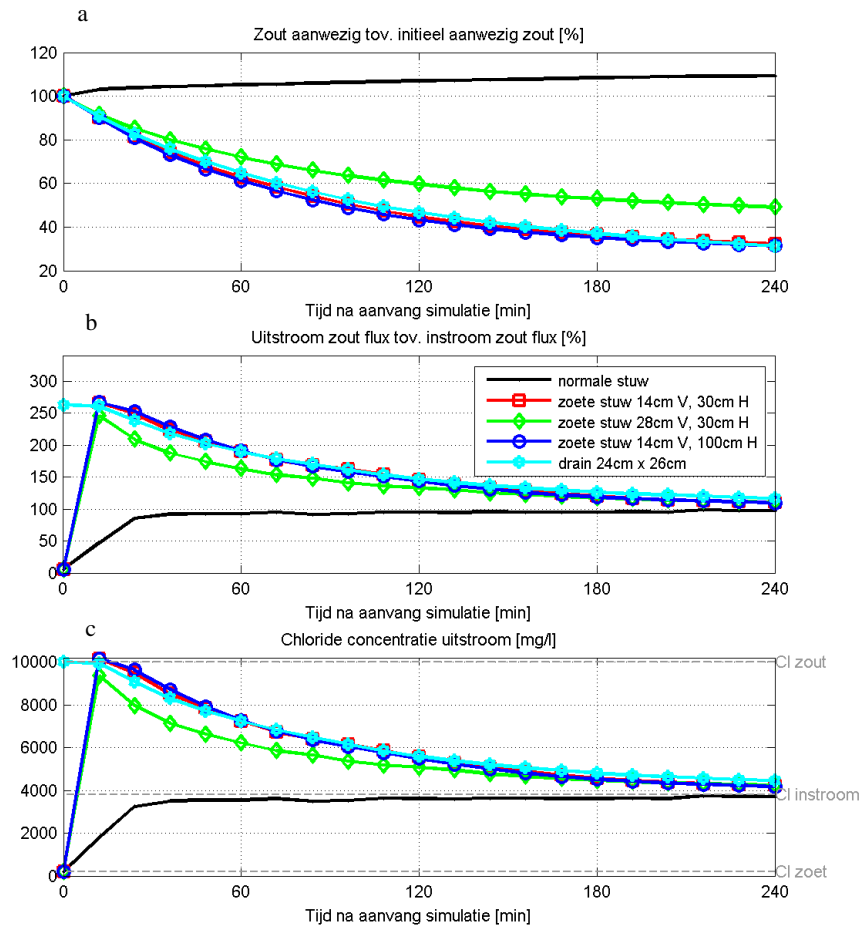 a
Zout aanwezig tov. initieel aanwezig zout [%]
120
100
80
60
40
20
0 60 120 180 240
Tijd na aanvang simulatie [min]
b
Uitstroom zout flux tov. instroom zout flux [%]
300
250
200
150
100
50
0
normale stuw
zoete stuw 14cm V, 30cm H
zoete stuw 28cm V, 30cm H
zoete stuw 14cm V, 100cm H
drain 24cm x 26cm
0 60 120 180 240
Tijd na aanvang simulatie [min]
c
Chloride concentratie uitstroom [mg/l]
10000
8000
6000
4000
2000
0
Cl zout
Cl instroom
Cl zoet
0 60 120 180 240
Tijd na aanvang simulatie [min]